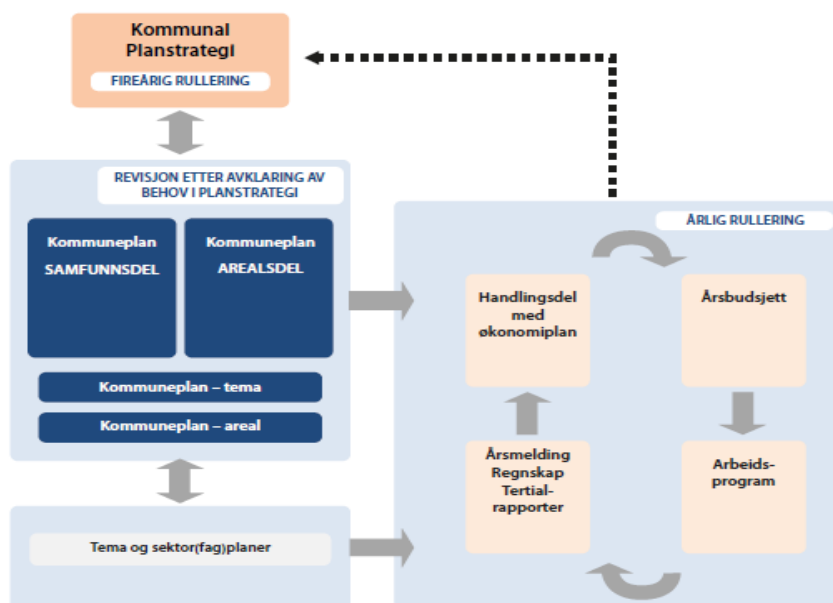 Kommunal
Planstrategi
FIREÅRIG RULLERING
REVISJON ETTER AVKLARING AV
BEHOV I PLANSTRATEGI
Kommuneplan
SAMFUNNSDEL
Kommuneplan
AREALSDEL
Kommuneplan – tema
Kommuneplan – areal
Tema og sektor(fag)planer
ÅRLIG RULLERING
Handlingsdel
med
økonomiplan
Årsbudsjett
Årsmelding
Regnskap
Tertial-
rapporter
Arbeids-
program